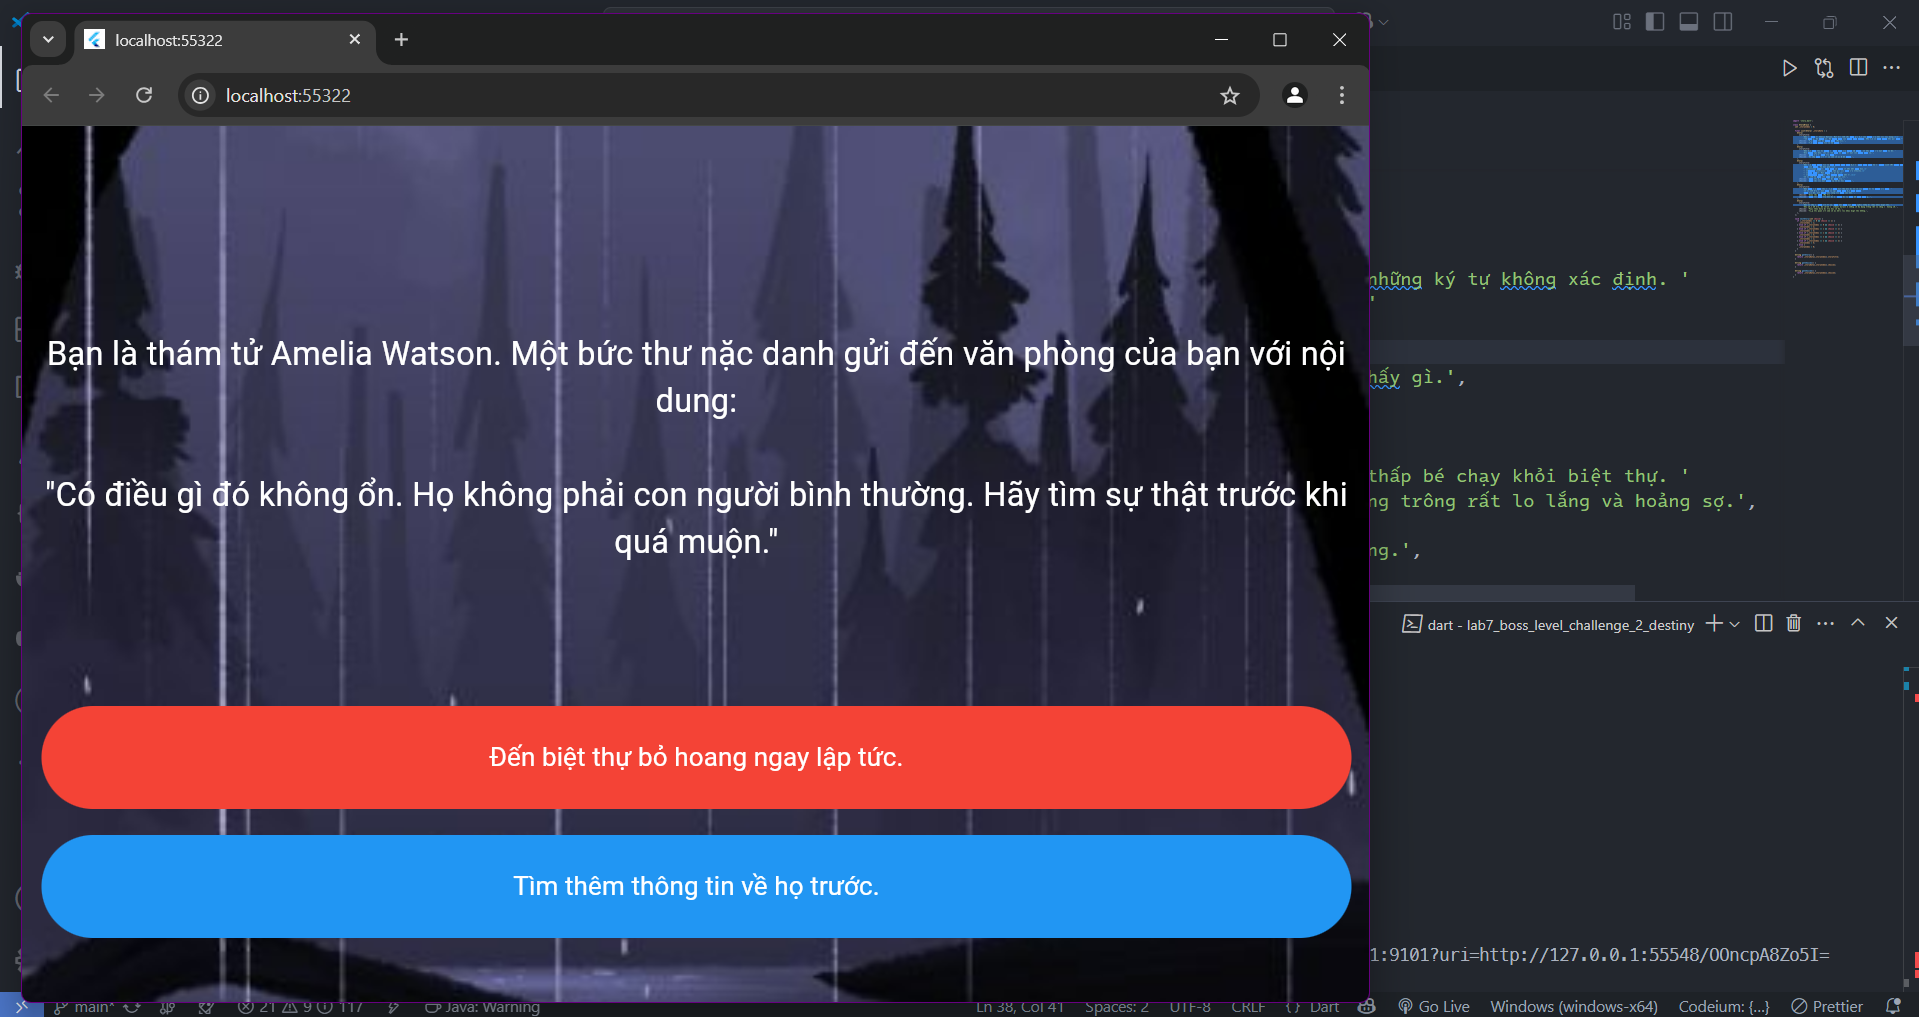 localhost:55322
localhost:55322
Bạn là thám tử Amelia Watson. Một bức thư nặc danh gửi đến văn phòng của bạn với nội
dung:
"Có điều gì đó không ổn. Họ không phải con người bình thường. Hãy tìm sự thật trước khi
quá muộn."
Đến biệt thự bỏ hoang ngay lập tức.
Tìm thêm thông tin về họ trước.
những ký tự không xác định. '
'
hấy gì.',
thấp bé chạy khỏi biệt thự. '
ng trông rất lo lắng và hoảng sợ.',
ng.',
dart - lab7_boss_level_challenge_2_destiny
1:9101?uri=http://127.0.0.1:55548/OOncpA8Zo5I=
main* 21 9 117 Java: Warning Ln 38, Col 41 Spaces: 2 UTF-8 CRLF { } Dart Go Live Windows (windows-x64) Codeium: {...} Prettier